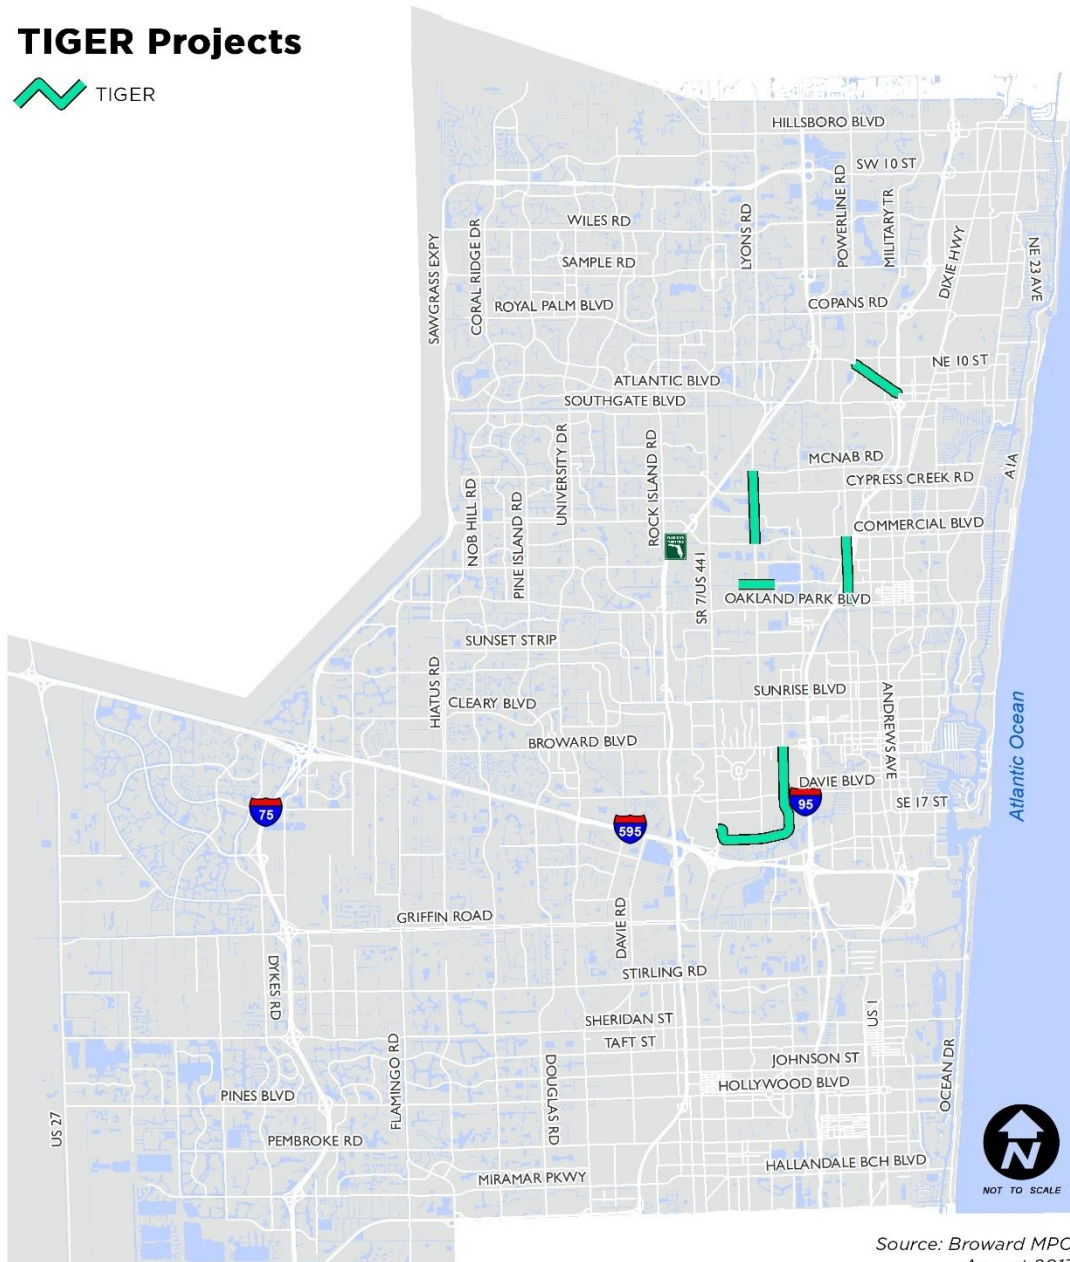 TIGER Projects
TIGER
HILLSBORO BLVD
SW 10 ST
POWERLINE RD
MILITARY TR
LYONS RD
WILES RD
CORAL RIDGE DR
SAWGRASS EXPY
DIXIE HWY
NE 23 AVE
SAMPLE RD
ROYAL PALM BLVD
COPANS RD
NE 10 ST
ATLANTIC BLVD
SOUTHGATE BLVD
UNIVERSITY DR
ROCK ISLAND RD
MCNAB RD
CYPRESS CREEK RD
A1A
NOB HILL RD
PINE ISLAND RD
COMMERCIAL BLVD
SR 7/US 441
OAKLAND PARK BLVD
SUNSET STRIP
HIATUS RD
CLEARY BLVD
SUNRISE BLVD
ANDREWS AVE
BROWARD BLVD
DAVIE BLVD
SE 17 ST
Atlantic Ocean
75
95
595
GRIFFIN ROAD
DAVIE RD
DYKES RD
STIRLING RD
SHERIDAN ST
TAFT ST
US 1
FLAMINGO RD
DOUGLAS RD
JOHNSON ST
HOLLYWOOD BLVD
OCEAN DR
PINES BLVD
US 27
PEMBROKE RD
HALLANDALE BCH BLVD
MIRAMAR PKWY
N
NOT TO SCALE
Source: Broward MPO